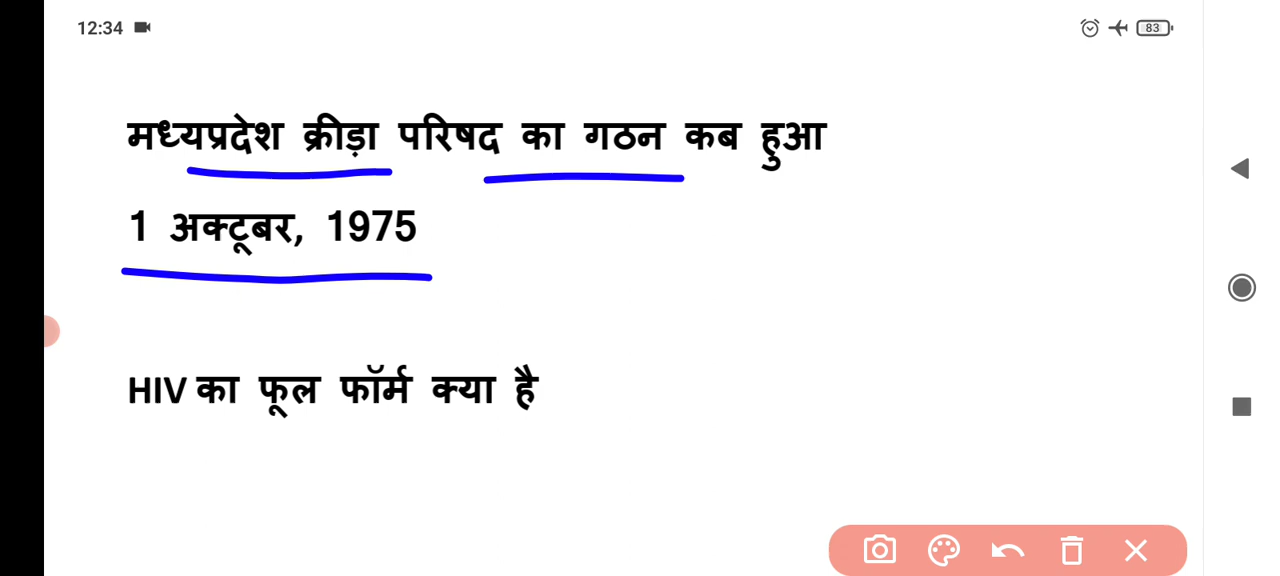 12:34
83
मध्यप्रदेश क्रीड़ा परिषद का गठन कब हुआ
1 अक्टूबर, 1975
HIV का फूल फॉर्म क्या है